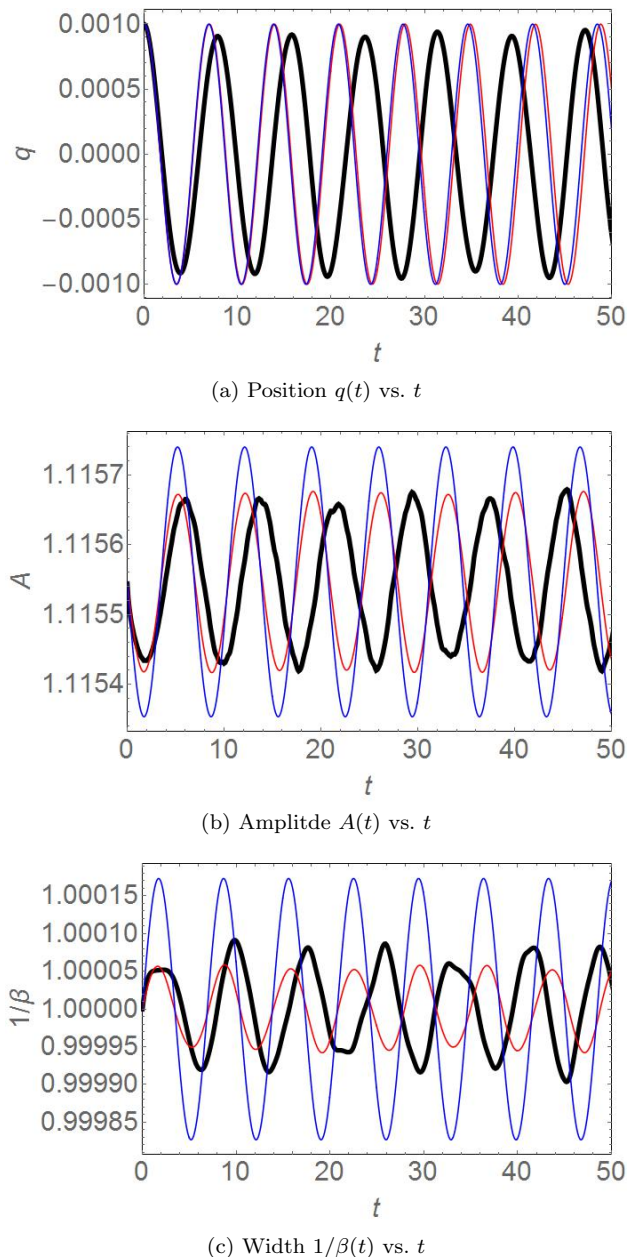 0.0010
0.0005
0.0000
−0.0005
−0.0010
q
0 10 20 30 40 50
t
(a) Position q(t) vs. t
1.1157
1.1156
1.1155
1.1154
A
0 10 20 30 40 50
t
(b) Amplitde A(t) vs. t
1.00015
1.00010
1.00005
1.00000
0.99995
0.99990
0.99985
1/β
0 10 20 30 40 50
t
(c) Width 1/β(t) vs. t